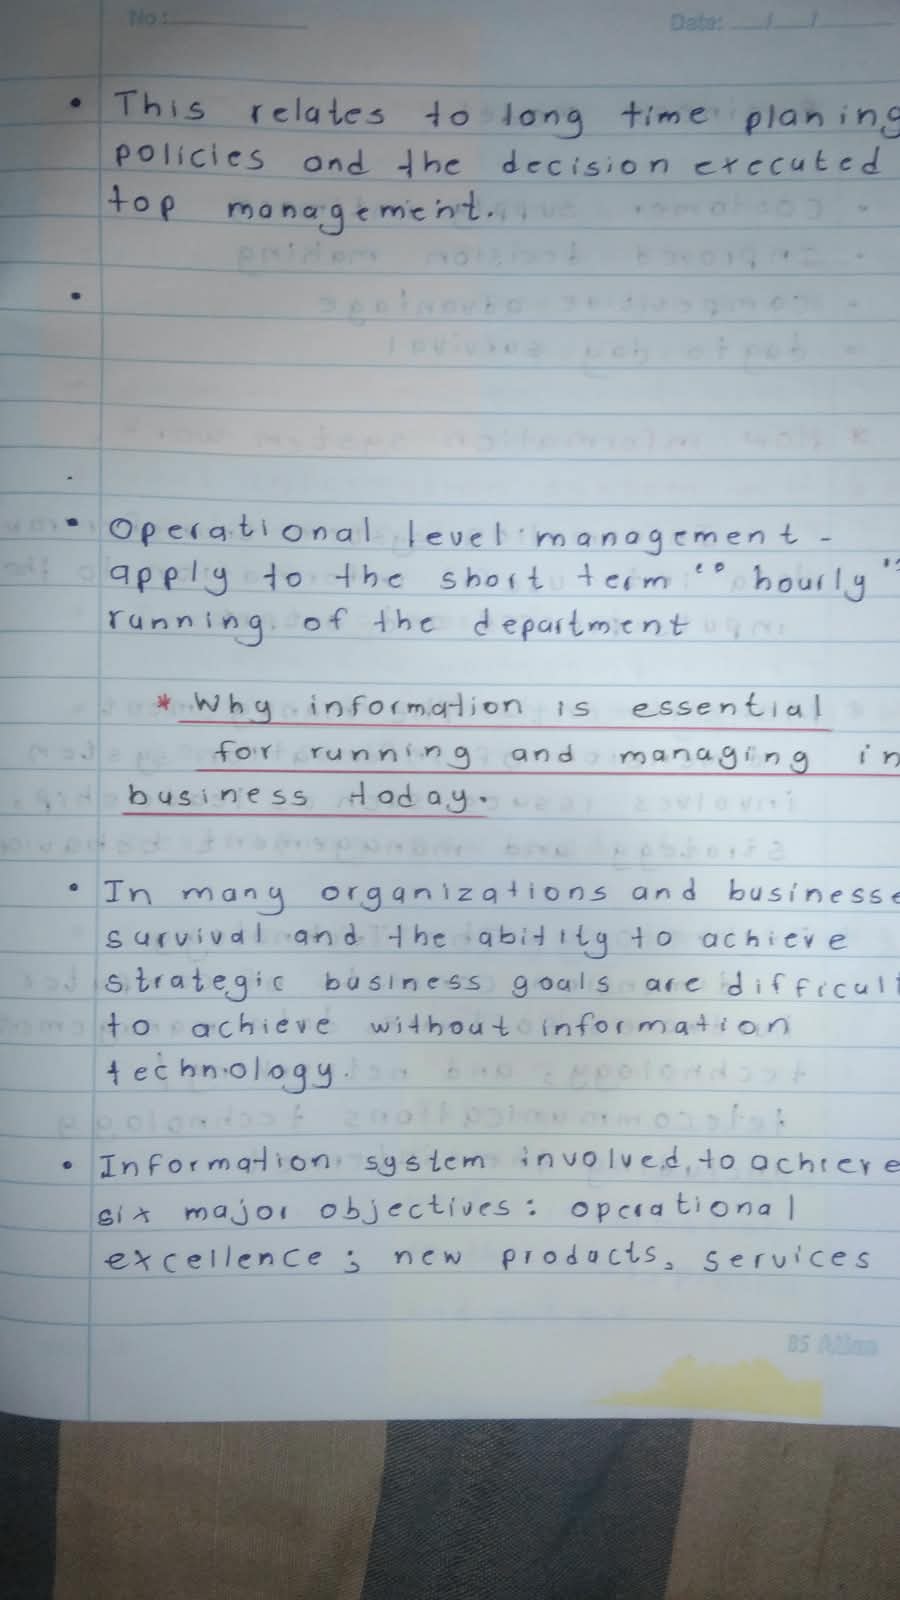 No:
Date: / /
• This relates to long time planing
policies and the decision executed
top management.
•
• Operational level management -
apply to the short term "hourly"
running of the department
* Why information is essential
for running and managing in
business today.
• In many organizations and businesse
survival and the abitity to achieve
strategic business goals are difficult
to achieve without information
technology.
• Information system involved, to achieve
six major objectives: operational
excellence; new products, services